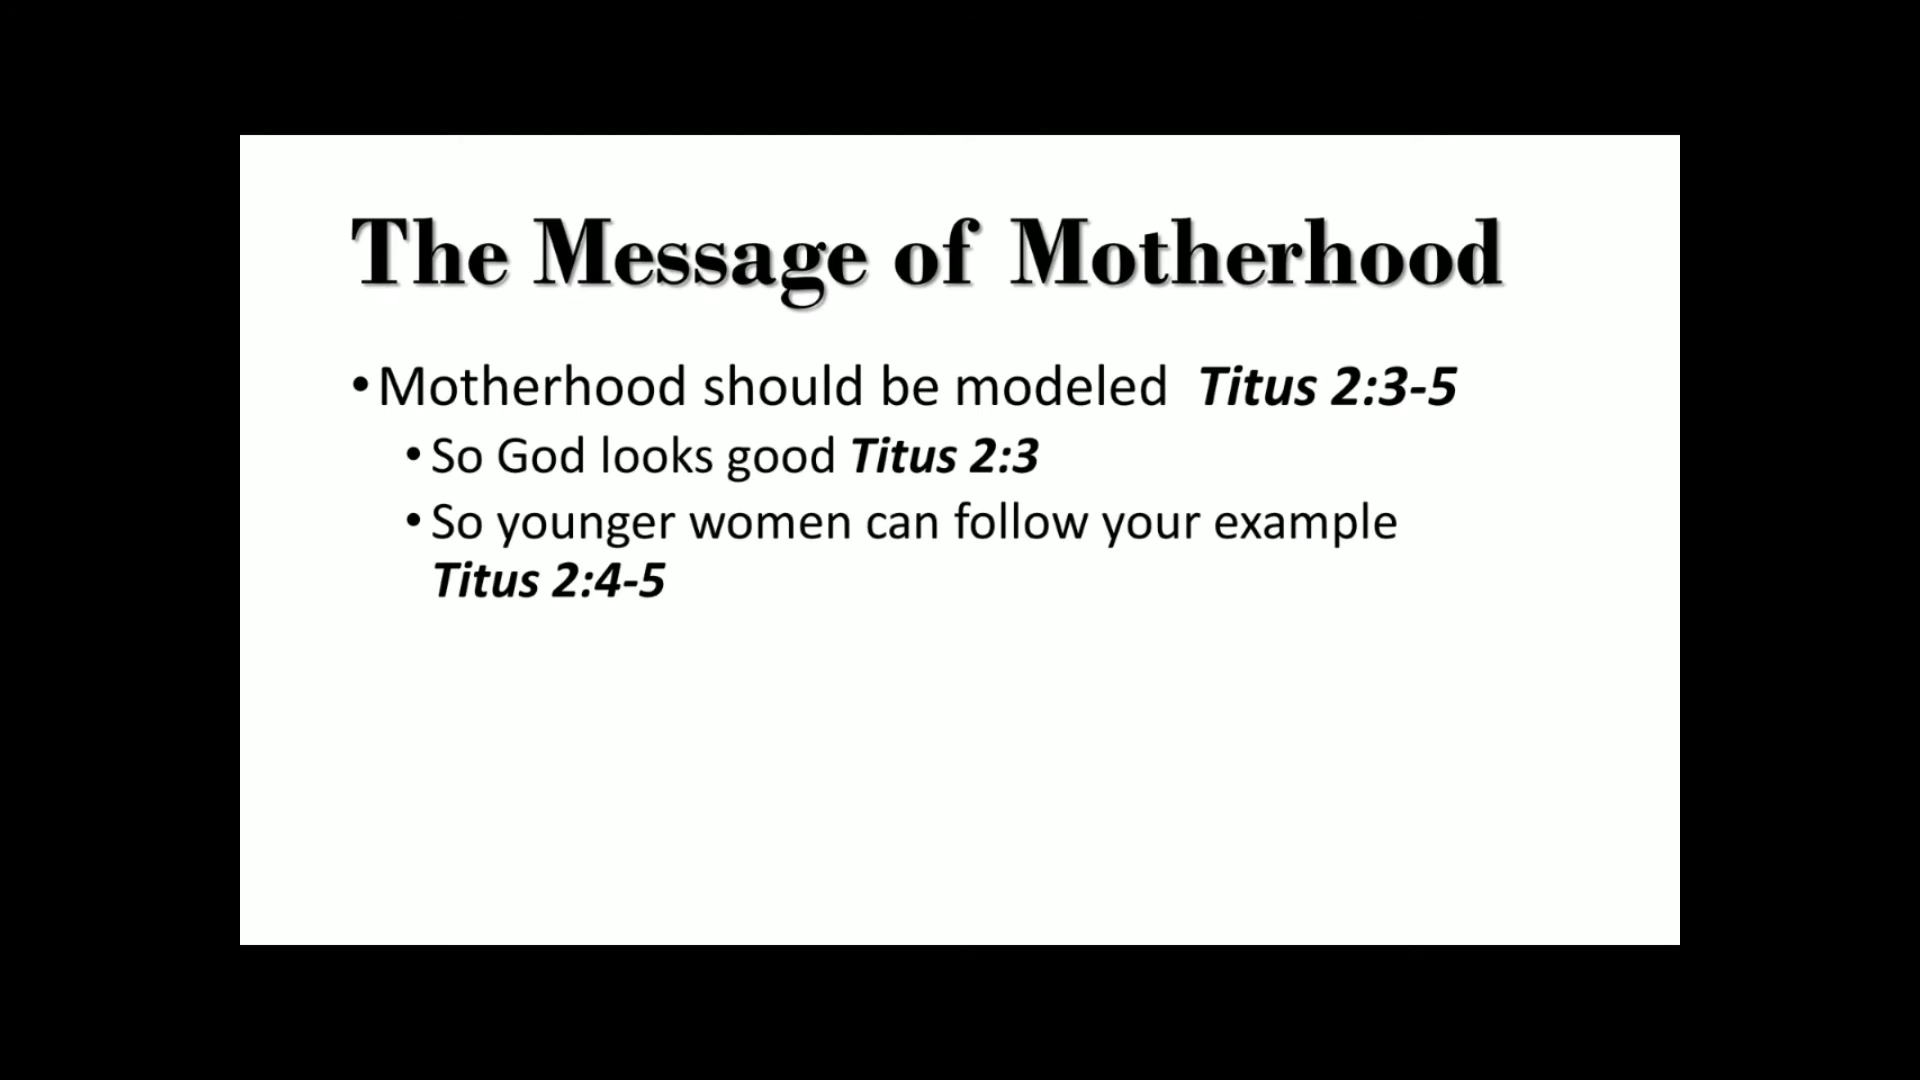 The Message of Motherhood
•Motherhood should be modeled Titus 2:3-5
•So God looks good Titus 2:3
•So younger women can follow your example
Titus 2:4-5